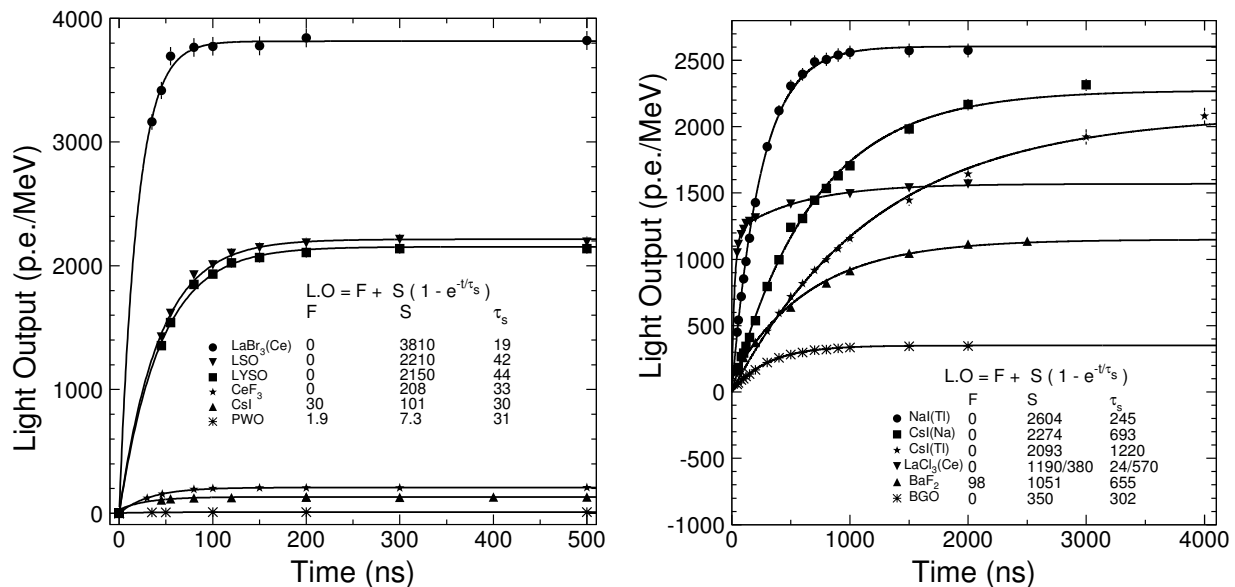 4000
3000
2000
1000
0
Light Output (p.e./MeV)
L.O = F + S ( 1 - e^-t/τs)
F S τs
LaBr3(Ce) 0 3810 19
LSO 0 2210 42
LYSO 0 2150 44
CeF3 0 208 33
CsI 30 101 30
PWO 1.9 7.3 31
0 100 200 300 400 500
Time (ns)
2500
2000
1500
1000
500
0
-500
-1000
Light Output (p.e./MeV)
L.O = F + S ( 1 - e^-t/τs)
F S τs
NaI(Tl) 0 2604 245
CsI(Na) 0 2274 693
CsI(Tl) 0 2093 1220
LaCl3(Ce) 0 1190/380 24/570
BaF2 98 1051 655
BGO 0 350 302
0 1000 2000 3000 4000
Time (ns)